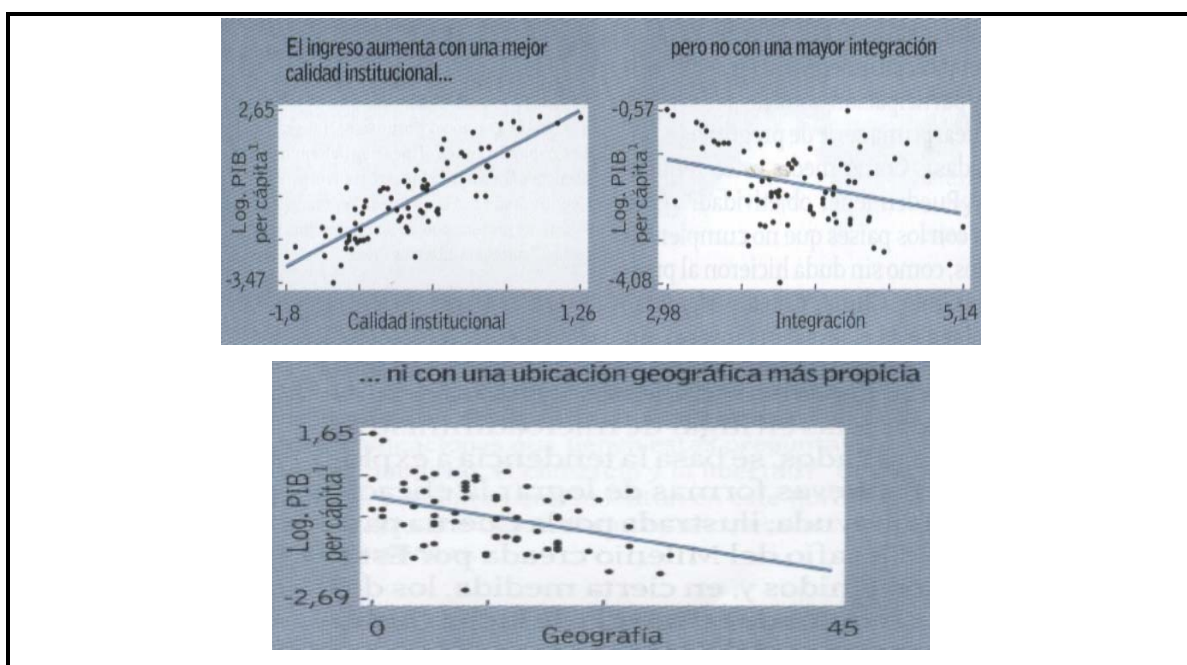 El ingreso aumenta con una mejor
calidad institucional...
2,65
Log. PIB
per cápita¹
-3,47
-1,8
Calidad institucional
1,26
pero no con una mayor integración
-0,57
Log. PIB
per cápita¹
-4,08
2,98
Integración
5,14
... ni con una ubicación geográfica más propicia
1,65
Log. PIB
per cápita¹
-2,69
0
Geografía
45